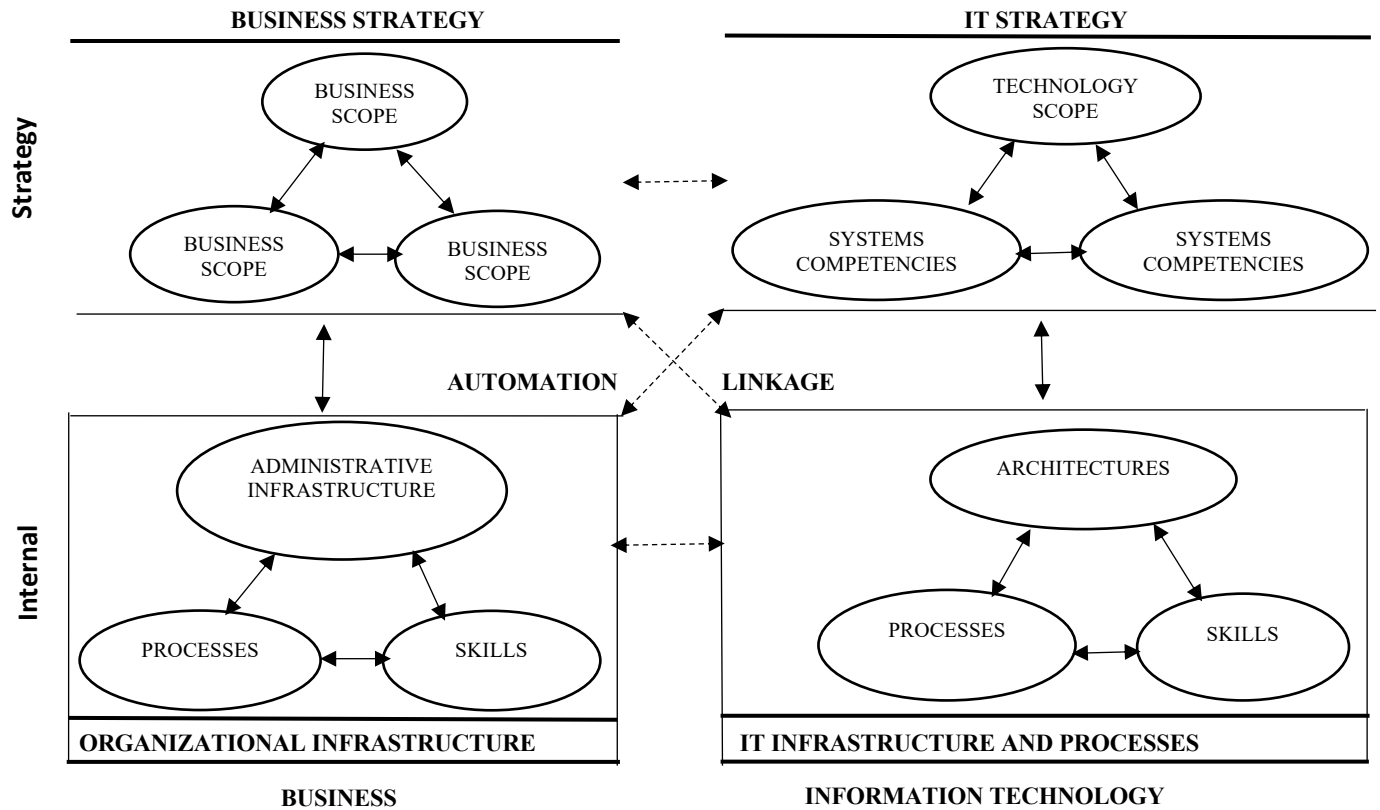 BUSINESS STRATEGY
IT STRATEGY
Strategy
BUSINESS
SCOPE
TECHNOLOGY
SCOPE
BUSINESS
SCOPE
BUSINESS
SCOPE
SYSTEMS
COMPETENCIES
SYSTEMS
COMPETENCIES
AUTOMATION
LINKAGE
Internal
ADMINISTRATIVE
INFRASTRUCTURE
ARCHITECTURES
PROCESSES
SKILLS
PROCESSES
SKILLS
ORGANIZATIONAL INFRASTRUCTURE
IT INFRASTRUCTURE AND PROCESSES
BUSINESS
INFORMATION TECHNOLOGY